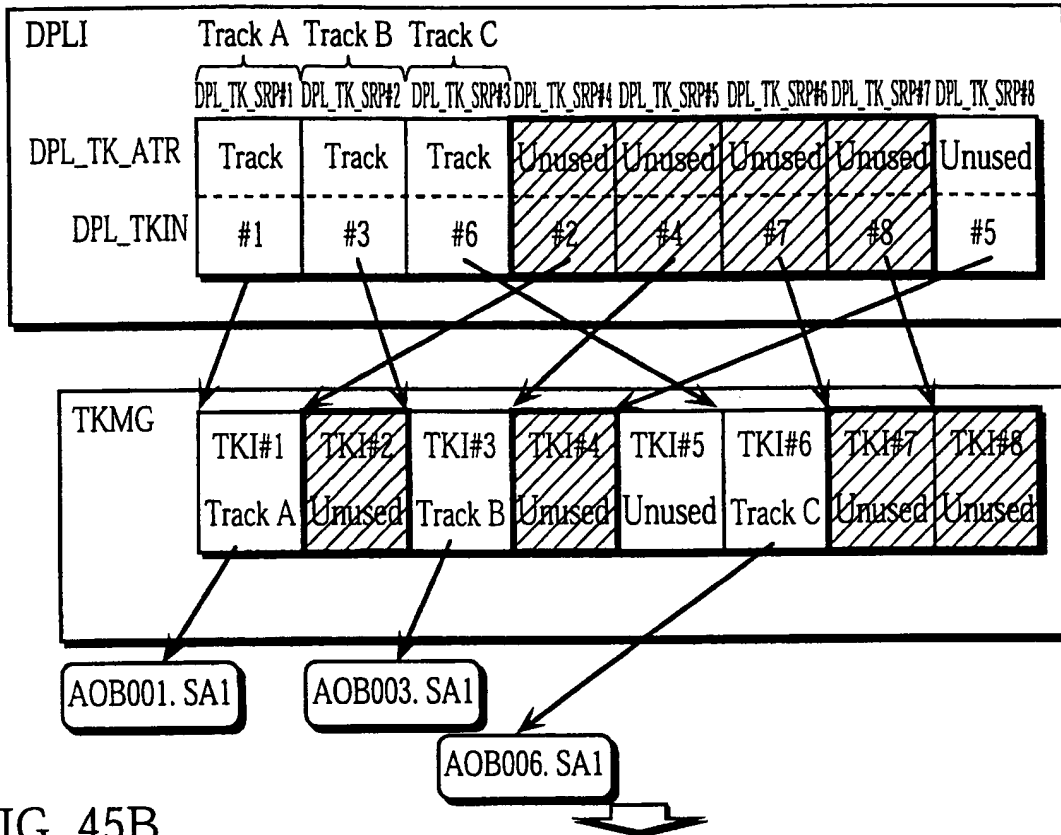 DPLI
Track A Track B Track C
DPL_TK_SRP#1 DPL_TK_SRP#2 DPL_TK_SRP#3 DPL_TK_SRP#4 DPL_TK_SRP#5 DPL_TK_SRP#6 DPL_TK_SRP#7 DPL_TK_SRP#8
DPL_TK_ATR Track Track Track Unused Unused Unused Unused Unused
DPL_TKIN #1 #3 #6 #2 #4 #7 #8 #5
TKMG
TKI#1 TKI#2 TKI#3 TKI#4 TKI#5 TKI#6 TKI#7 TKI#8
Track A Unused Track B Unused Unused Track C Unused Unused
AOB001. SA1
AOB003. SA1
AOB006. SA1
IG. 45B